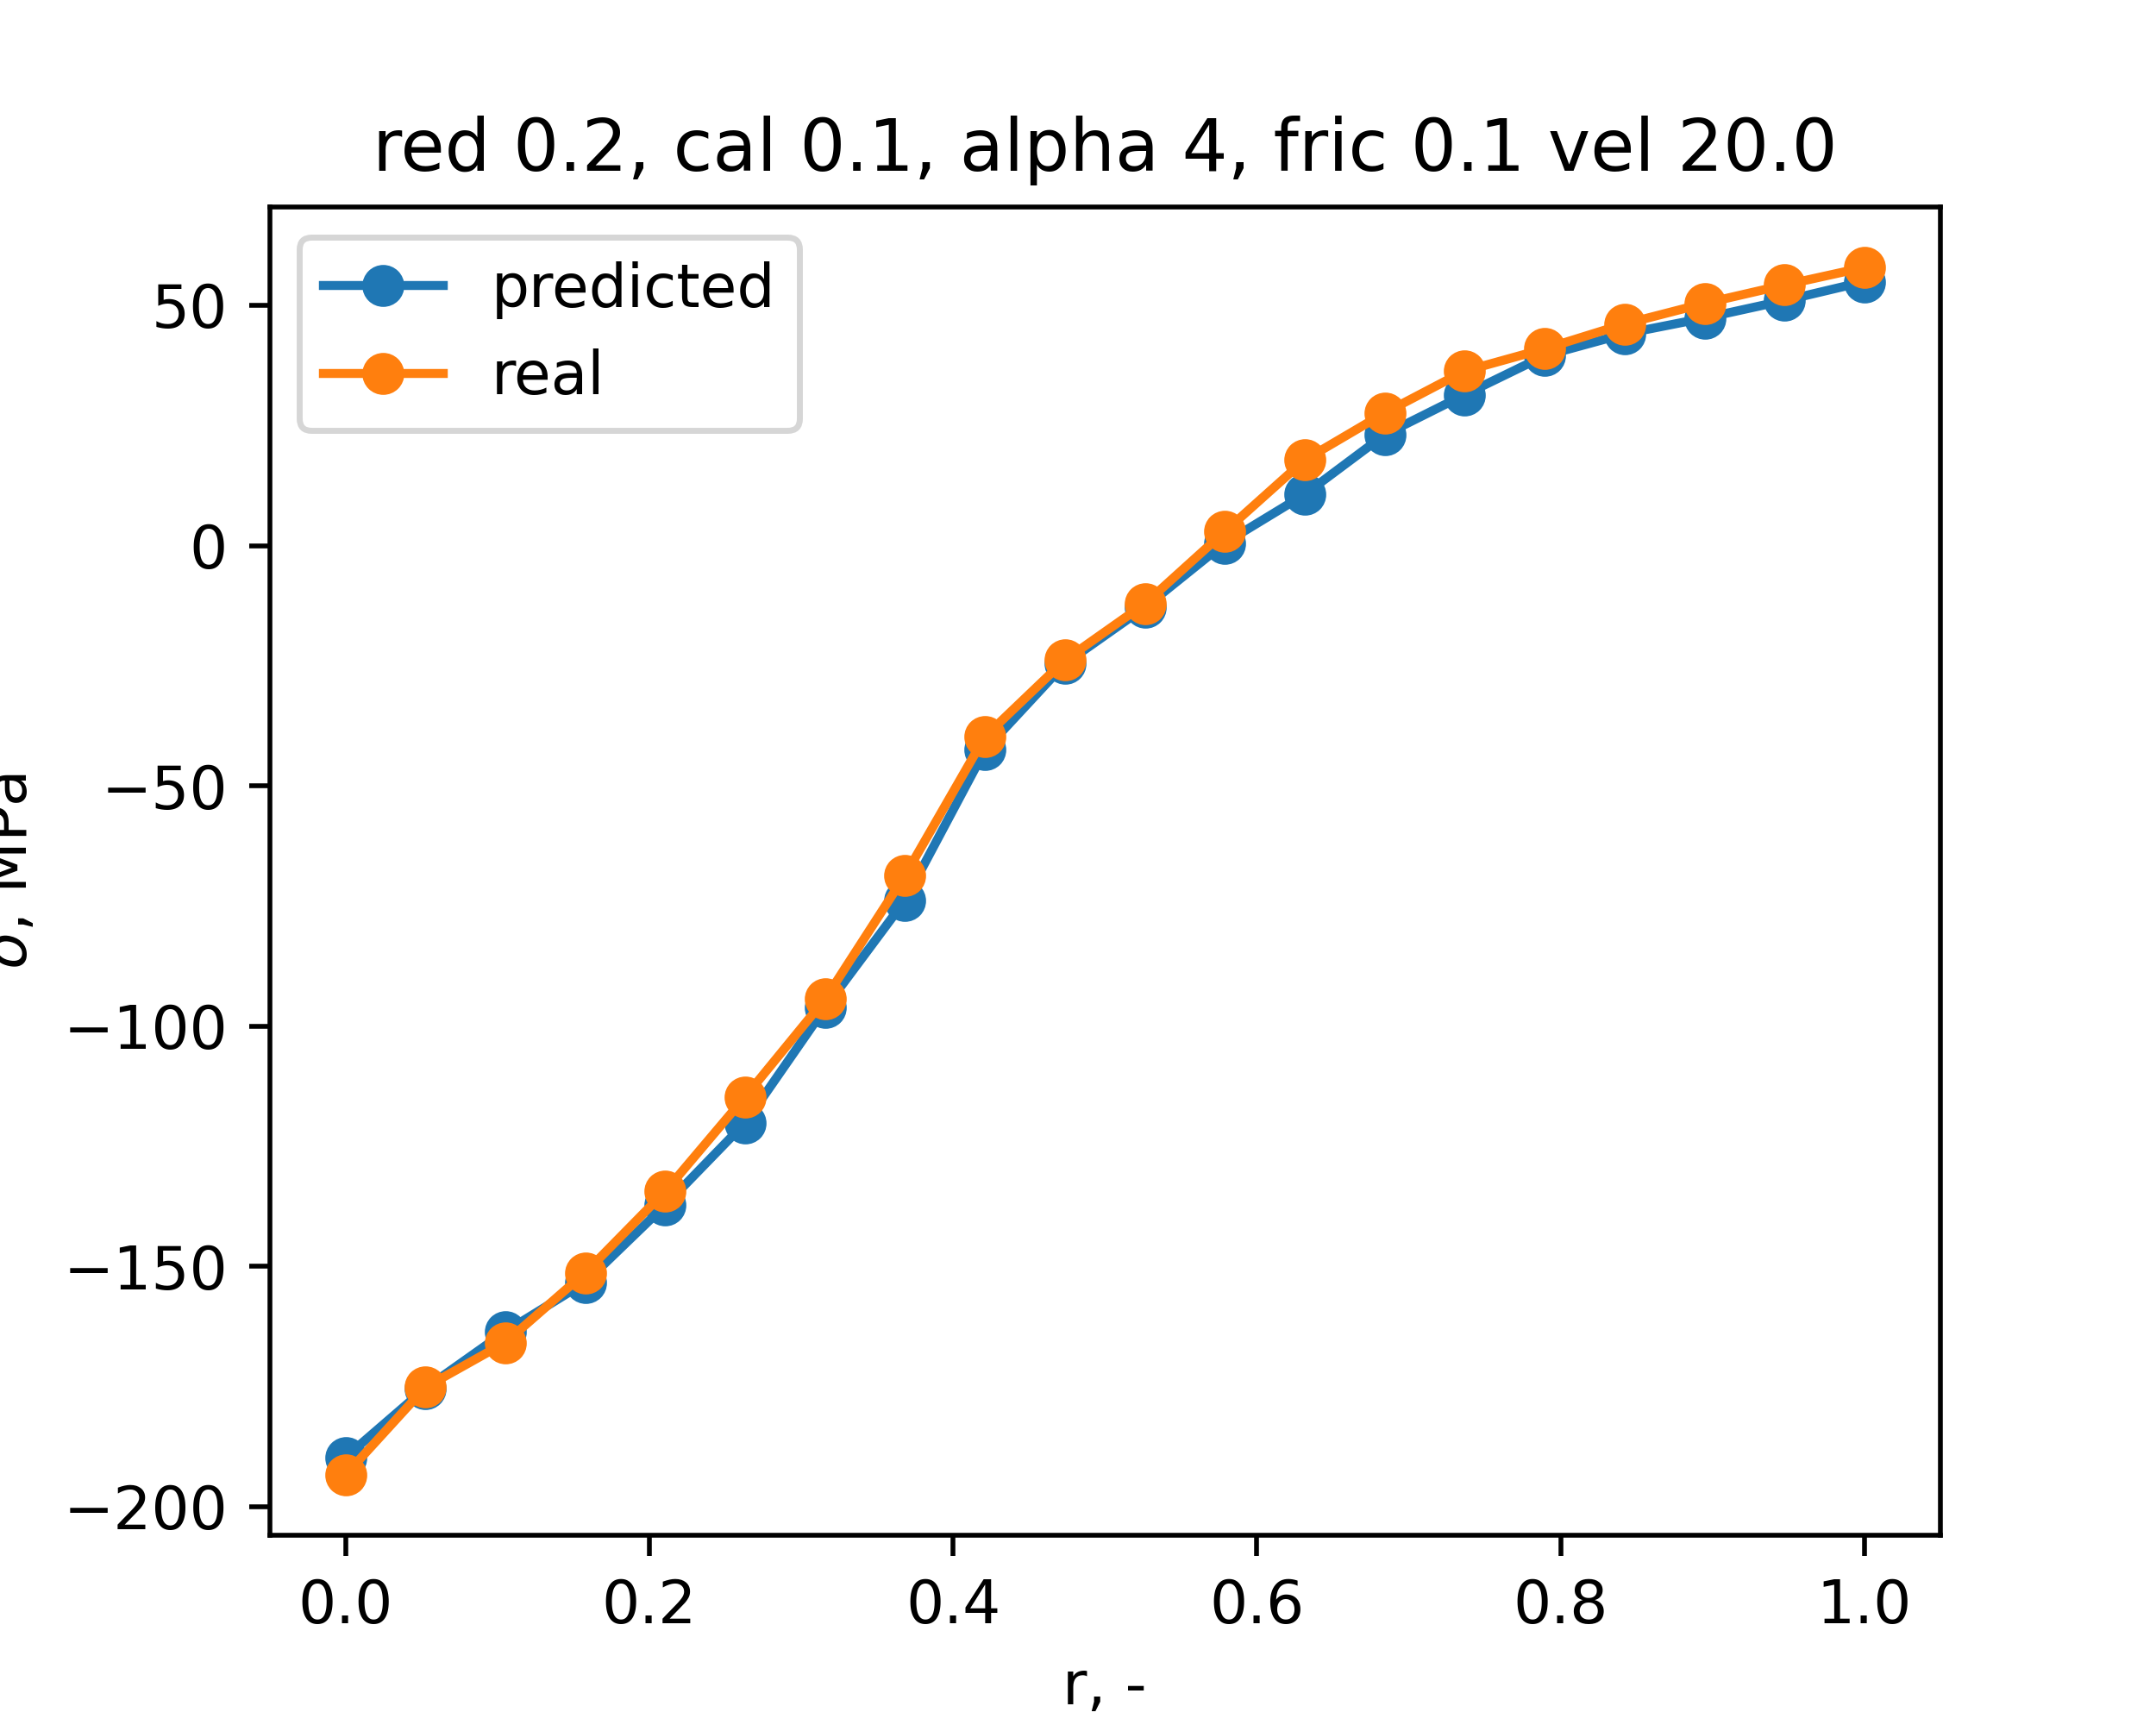 red 0.2, cal 0.1, alpha 4, fric 0.1 vel 20.0
predicted
real
50
0
−50
−100
−150
−200
, MPa
0.0 0.2 0.4 0.6 0.8 1.0
r, -